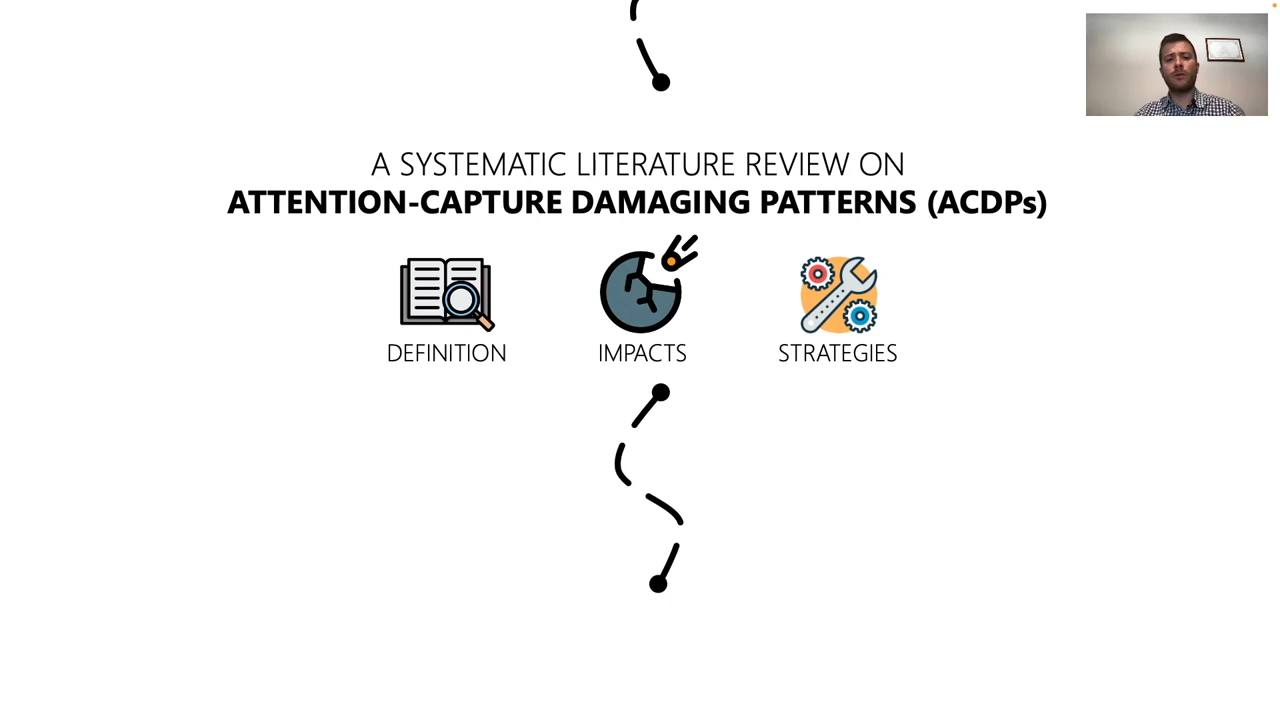 A SYSTEMATIC LITERATURE REVIEW ON
ATTENTION-CAPTURE DAMAGING PATTERNS (ACDPs)
DEFINITION
IMPACTS
STRATEGIES